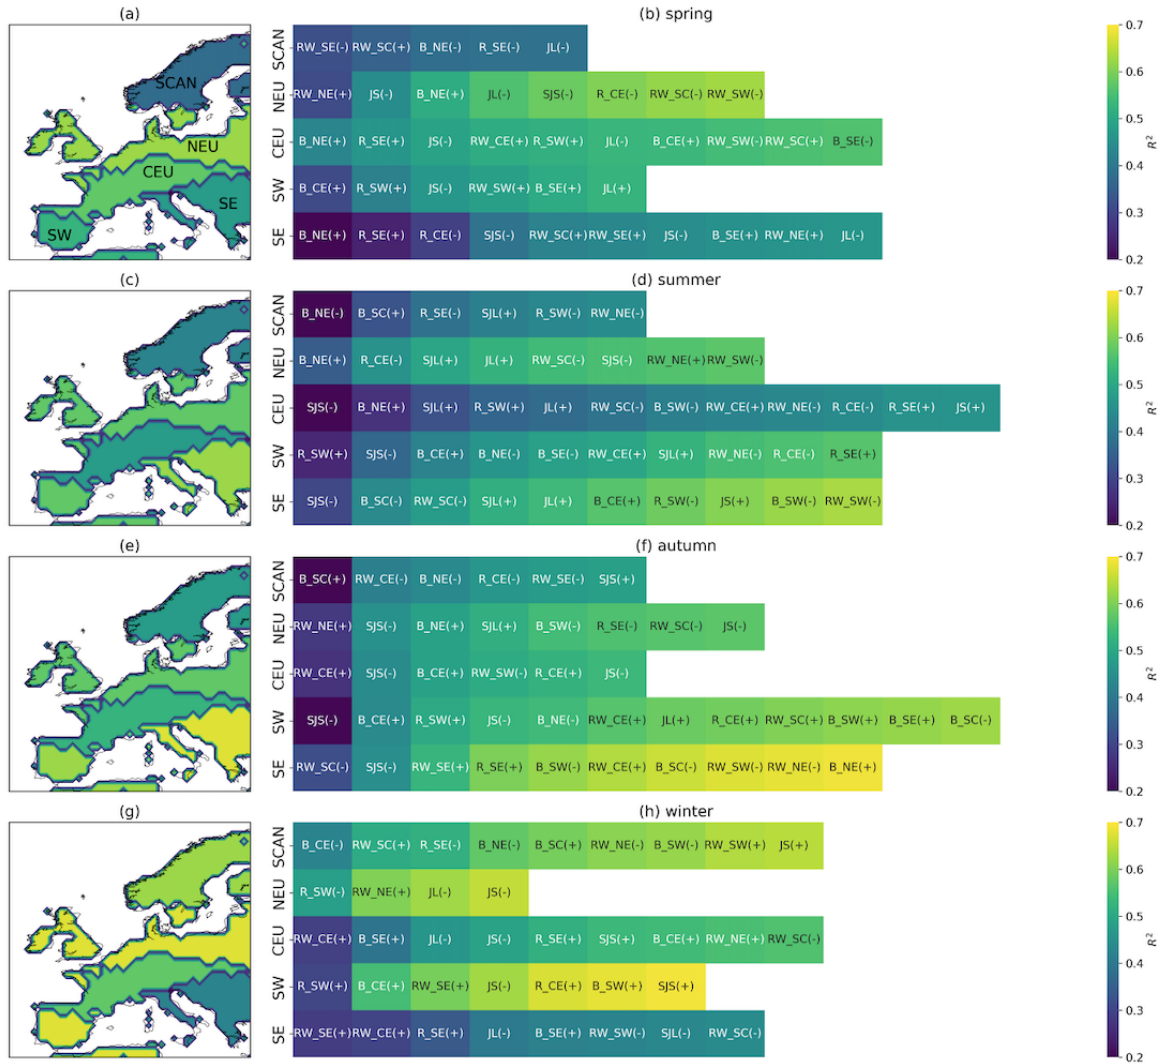 (a)
(b) spring
SCAN
NEU
CEU
SE
SW
SCAN RW_SE(-) RW_SC(+) B_NE(-) R_SE(-) JL(-)
NEU RW_NE(+) JS(-) B_NE(+) JL(-) SJS(-) R_CE(-) RW_SC(-) RW_SW(-)
CEU B_NE(+) R_SE(+) JS(-) RW_CE(+) R_SW(+) JL(-) B_CE(+) RW_SW(-) RW_SC(+) B_SE(-)
SW B_CE(+) R_SW(+) JS(-) RW_SW(+) B_SE(+) JL(+)
SE B_NE(+) R_SE(+) R_CE(-) SJS(-) RW_SC(+) RW_SE(+) JS(-) B_SE(+) RW_NE(+) JL(-)
0.7
0.6
0.5
0.4
0.3
0.2
R²
(c)
(d) summer
SCAN B_NE(-) B_SC(+) R_SE(-) SJL(+) R_SW(-) RW_NE(-)
NEU B_NE(+) R_CE(-) SJL(+) JL(+) RW_SC(-) SJS(-) RW_NE(+) RW_SW(-)
CEU SJS(-) B_NE(+) SJL(+) R_SW(+) JL(+) RW_SC(-) B_SW(-) RW_CE(+) RW_NE(-) R_CE(-) R_SE(+) JS(+)
SW R_SW(+) SJS(-) B_CE(+) B_NE(-) B_SE(-) RW_CE(+) SJL(+) RW_NE(-) R_CE(-) R_SE(+)
SE SJS(-) B_SC(-) RW_SC(-) SJL(+) JL(+) B_CE(+) R_SW(-) JS(+) B_SW(-) RW_SW(-)
0.7
0.6
0.5
0.4
0.3
0.2
R²
(e)
(f) autumn
SCAN B_SC(+) RW_CE(-) B_NE(-) R_CE(-) RW_SE(-) SJS(+)
NEU RW_NE(+) SJS(-) B_NE(+) SJL(+) B_SW(-) R_SE(-) RW_SC(-) JS(-)
CEU RW_CE(+) SJS(-) B_CE(+) RW_SW(-) R_CE(+) JS(-)
SW SJS(-) B_CE(+) R_SW(+) JS(-) B_NE(-) RW_CE(+) JL(+) R_CE(+) RW_SC(+) B_SW(+) B_SE(+) B_SC(-)
SE RW_SC(-) SJS(-) RW_SE(+) R_SE(+) B_SW(-) RW_CE(+) B_SC(-) RW_SW(-) RW_NE(-) B_NE(+)
0.7
0.6
0.5
0.4
0.3
0.2
R²
(g)
(h) winter
SCAN B_CE(-) RW_SC(+) R_SE(-) B_NE(-) B_SC(+) RW_NE(-) B_SW(-) RW_SW(+) JS(+)
NEU R_SW(-) RW_NE(+) JL(-) JS(-)
CEU RW_CE(+) B_SE(+) JL(-) JS(-) R_SE(+) SJS(+) B_CE(+) RW_NE(+) RW_SC(-)
SW R_SW(+) B_CE(+) RW_SE(+) JS(-) R_CE(+) B_SW(+) SJS(+)
SE RW_SE(+) RW_CE(+) R_SE(+) JL(-) B_SE(+) RW_SW(-) SJL(-) RW_SC(-)
0.7
0.6
0.5
0.4
0.3
0.2
R²